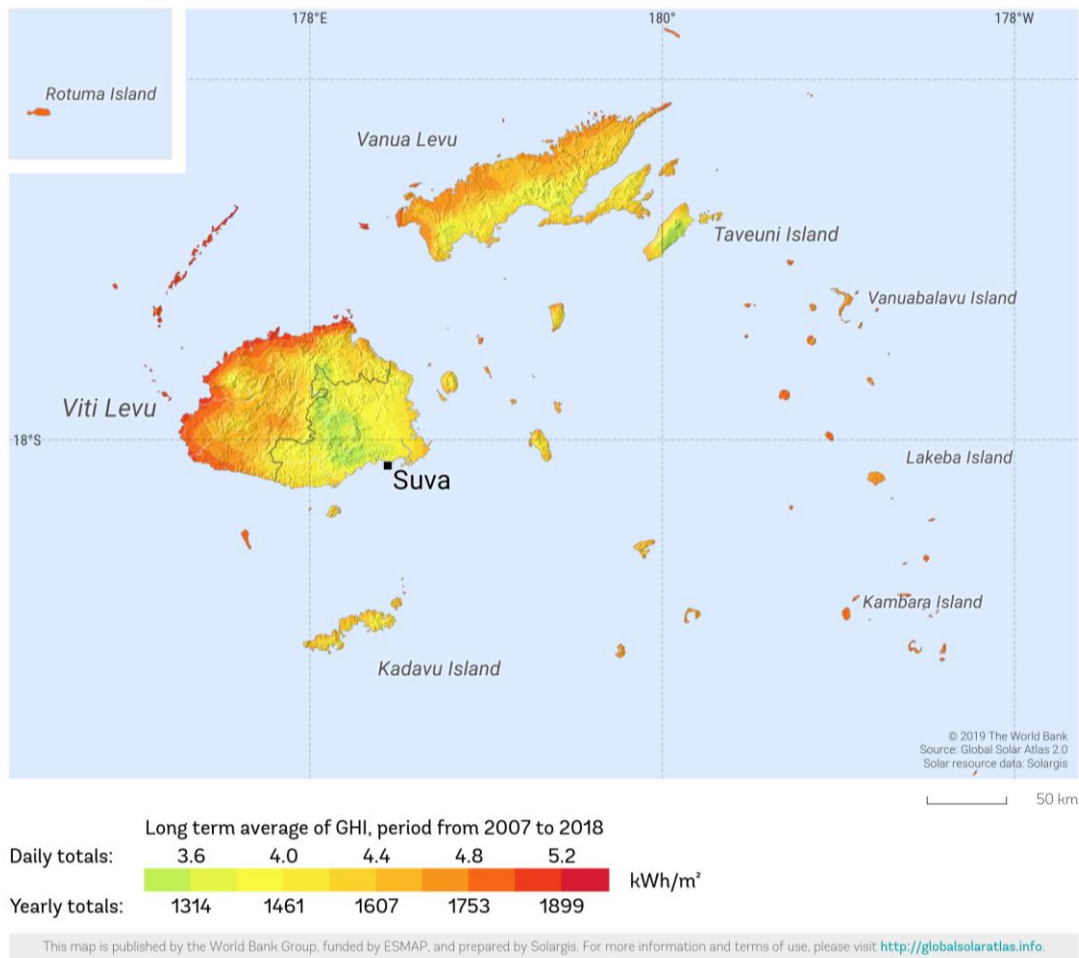 178°E
180°
178°W
Rotuma Island
Vanua Levu
Taveuni Island
Vanuabalavu Island
Viti Levu
18°S
Lakeba Island
Suva
Kambara Island
Kadavu Island
© 2019 The World Bank
Source: Global Solar Atlas 2.0
Solar resource data: Solargis
50 km
Long term average of GHI, period from 2007 to 2018
Daily totals: 3.6 4.0 4.4 4.8 5.2
kWh/m²
Yearly totals: 1314 1461 1607 1753 1899
This map is published by the World Bank Group, funded by ESMAP, and prepared by Solargis. For more information and terms of use, please visit http://globalsolaratlas.info.